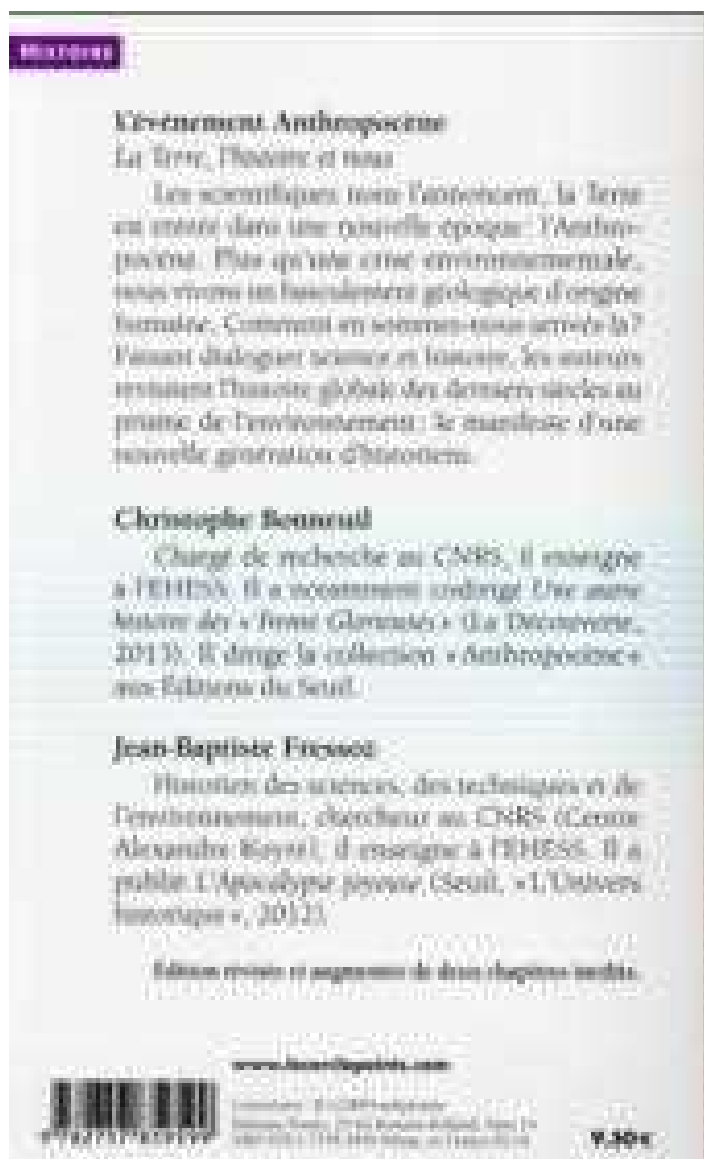 HISTOIRE
L'événement Anthropocène
La Terre, l'histoire et nous
Les scientifiques nous l'annoncent, la Terre
est entrée dans une nouvelle époque : l'Anthro-
pocène. Plus qu'une crise environnementale,
nous vivons un basculement géologique d'origine
humaine. Comment en sommes-nous arrivés là ?
Faisant dialoguer science et histoire, les auteurs
revisitent l'histoire globale des derniers siècles au
prisme de l'environnement : le manifeste d'une
nouvelle génération d'historiens.
Christophe Bonneuil
Chargé de recherche au CNRS, il enseigne
à l'EHESS. Il a notamment codirigé Une autre
histoire des « Trente Glorieuses » (La Découverte,
2013). Il dirige la collection « Anthropocène »
aux Éditions du Seuil.
Jean-Baptiste Fressoz
Historien des sciences, des techniques et de
l'environnement, chercheur au CNRS (Centre
Alexandre Koyré), il enseigne à l'EHESS. Il a
publié L'Apocalypse joyeuse (Seuil, « L'Univers
historique », 2012).
Édition révisée et augmentée de deux chapitres inédits.
www.lecerclepoints.com